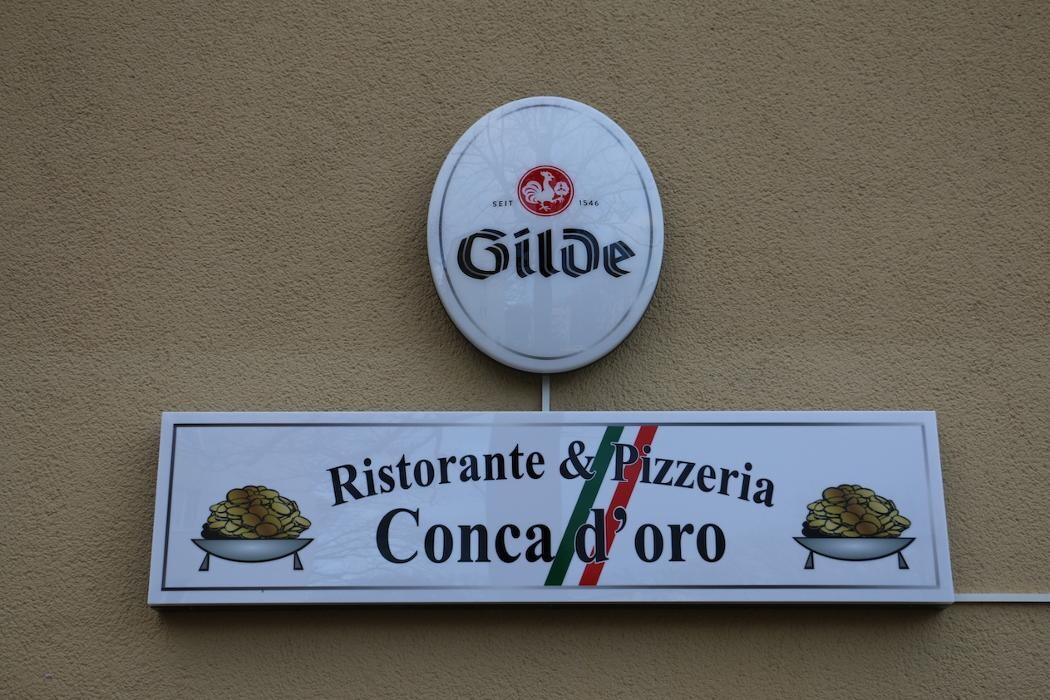 SEIT 1546
Gilde
Ristorante & Pizzeria
Conca d'oro